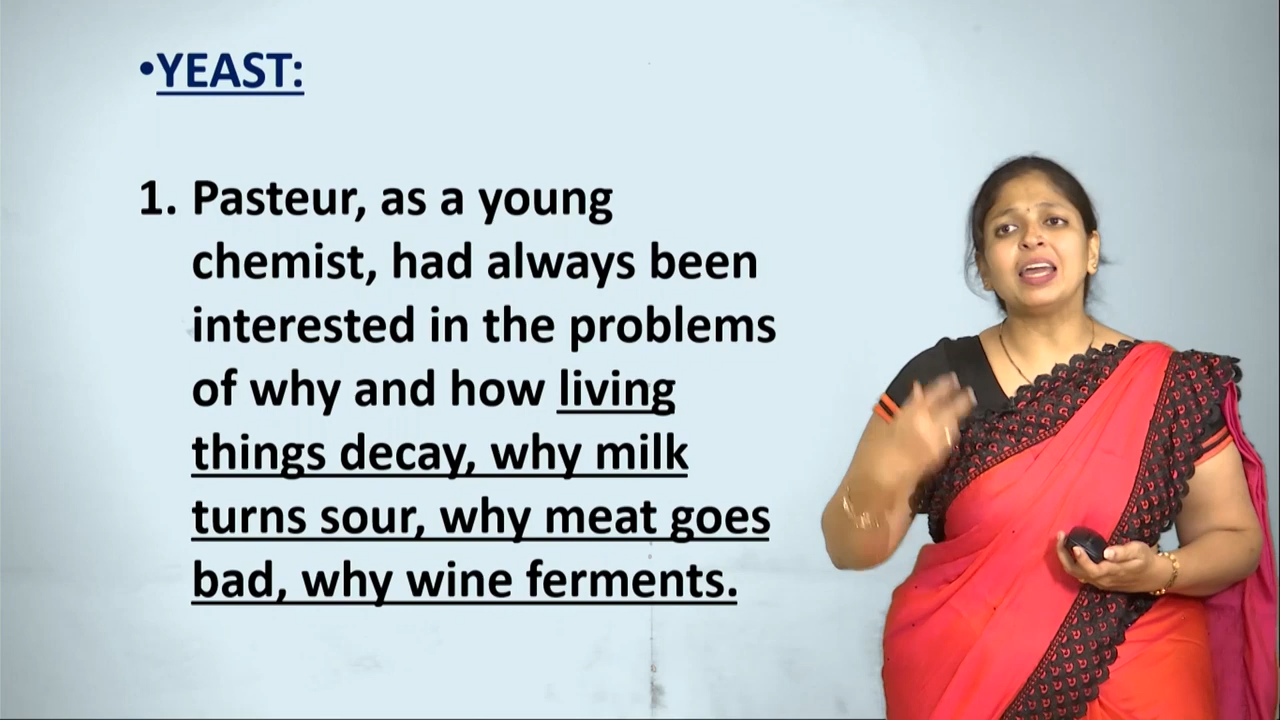 •YEAST:
1. Pasteur, as a young
chemist, had always been
interested in the problems
of why and how living
things decay, why milk
turns sour, why meat goes
bad, why wine ferments.